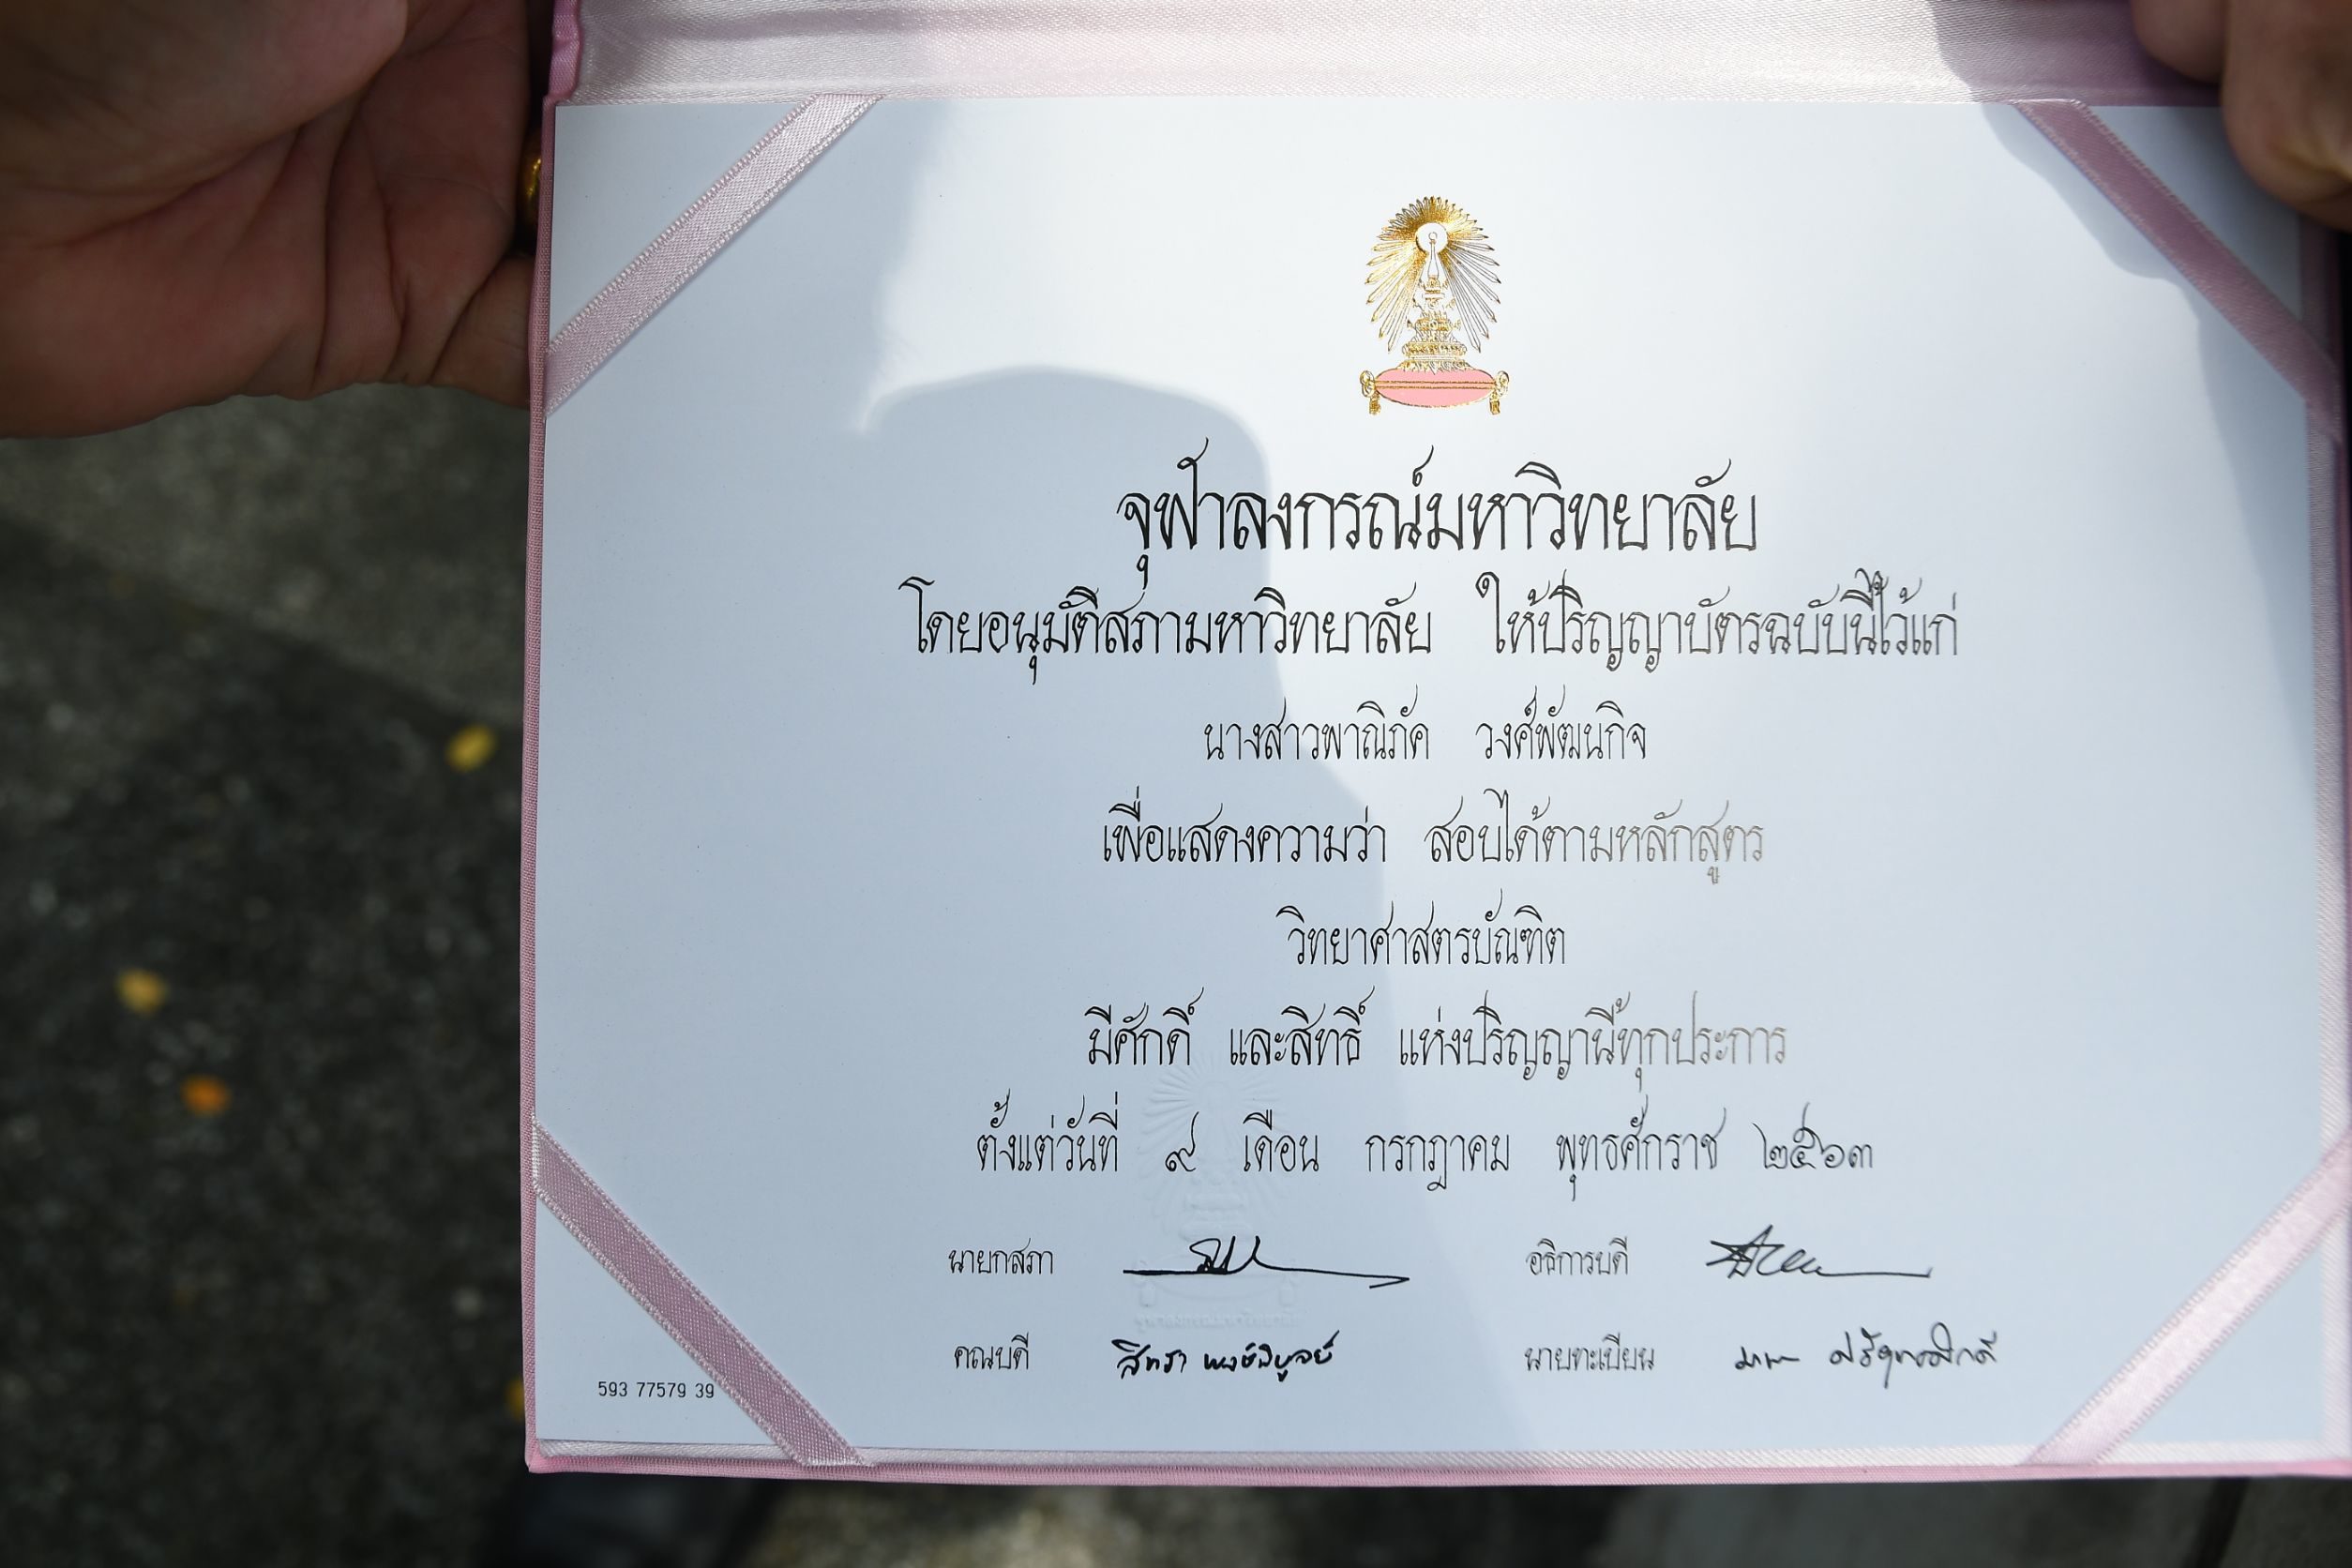 จุฬาลงกรณ์มหาวิทยาลัย
โดยอนุมัติสภามหาวิทยาลัย ให้ปริญญาบัตรฉบับนี้ไว้แก่
นางสาวพาณิภัค วงศ์พัฒนกิจ
เพื่อแสดงความว่า สอบได้ตามหลักสูตร
วิทยาศาสตรบัณฑิต
มีศักดิ์ และสิทธิ์ แห่งปริญญานี้ทุกประการ
ตั้งแต่วันที่ ๙ เดือน กรกฎาคม พุทธศักราช ๒๕๖๓
นายกสภา อธิการบดี
คณบดี นายทะเบียน
593 77579 39